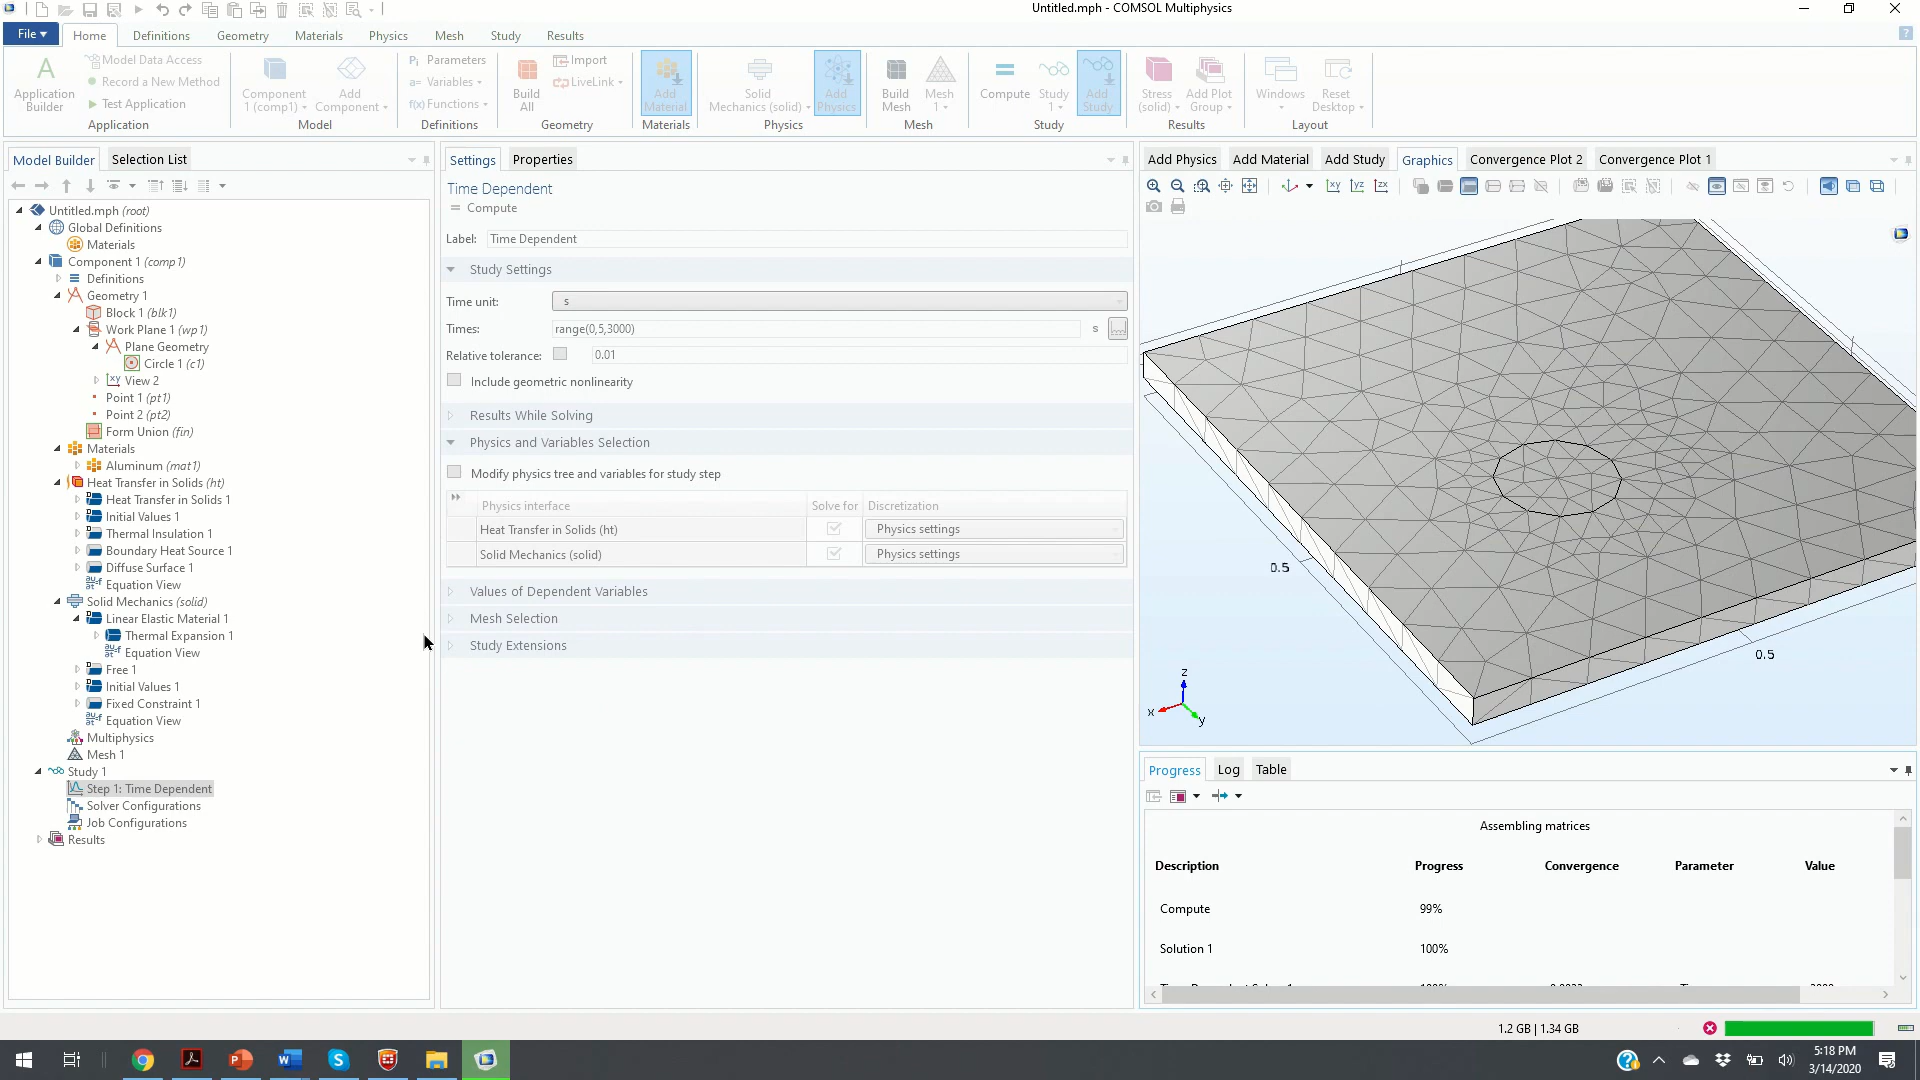 Untitled.mph - COMSOL Multiphysics
File
Home
Definitions
Geometry
Materials
Physics
Mesh
Study
Results
Application Builder
Model Data Access
Record a New Method
Test Application
Application
Component 1 (comp1)
Add Component
Model
Pi Parameters
a= Variables
f(x) Functions
Definitions
Build All
Import
LiveLink
Geometry
Add Material
Materials
Solid Mechanics (solid)
Add Physics
Physics
Build Mesh
Mesh 1
Mesh
Compute
Study 1
Add Study
Study
Stress (solid)
Add Plot Group
Results
Windows
Reset Desktop
Layout
Model Builder
Selection List
Untitled.mph (root)
Global Definitions
Materials
Component 1 (comp1)
Definitions
Geometry 1
Block 1 (blk1)
Work Plane 1 (wp1)
Plane Geometry
Circle 1 (c1)
View 2
Point 1 (pt1)
Point 2 (pt2)
Form Union (fin)
Materials
Aluminum (mat1)
Heat Transfer in Solids (ht)
Heat Transfer in Solids 1
Initial Values 1
Thermal Insulation 1
Boundary Heat Source 1
Diffuse Surface 1
Equation View
Solid Mechanics (solid)
Linear Elastic Material 1
Thermal Expansion 1
Equation View
Free 1
Initial Values 1
Fixed Constraint 1
Equation View
Multiphysics
Mesh 1
Study 1
Step 1: Time Dependent
Solver Configurations
Job Configurations
Results
Settings
Properties
Time Dependent
= Compute
Label: Time Dependent
Study Settings
Time unit: s
Times: range(0,5,3000) s
Relative tolerance: 0.01
Include geometric nonlinearity
Results While Solving
Physics and Variables Selection
Modify physics tree and variables for study step
Physics interface Solve for Discretization
Heat Transfer in Solids (ht) Physics settings
Solid Mechanics (solid) Physics settings
Values of Dependent Variables
Mesh Selection
Study Extensions
Add Physics
Add Material
Add Study
Graphics
Convergence Plot 2
Convergence Plot 1
xy
yz
zx
0.5
0.5
z
x
y
Progress
Log
Table
Assembling matrices
Description Progress Convergence Parameter Value
Compute 99%
Solution 1 100%
1.2 GB | 1.34 GB
5:18 PM
3/14/2020